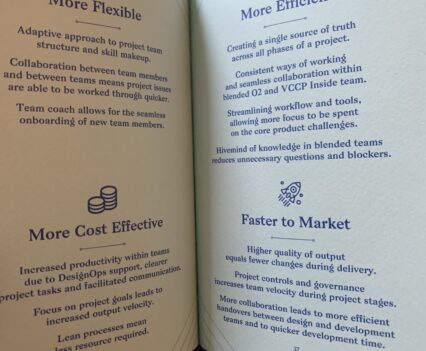 More Flexible
Adaptive approach to project team
structure and skill makeup.
Collaboration between team members
and between teams means project issues
are able to be worked through quicker.
Team coach allows for the seamless
onboarding of new team members.
More Cost Effective
Increased productivity within teams
due to DesignOps support, clearer
project tasks and facilitated communication.
Focus on project goals leads to
increased output velocity.
Lean processes mean
less resource required.
More Efficient
Creating a single source of truth
across all phases of a project.
Consistent ways of working
and seamless collaboration within
blended O2 and VCCP Inside team.
Streamlining workflow and tools,
allowing more focus to be spent
on the core product challenges.
Hivemind of knowledge in blended teams
reduces unnecessary questions and blockers.
Faster to Market
Higher quality of output
equals fewer changes during delivery.
Project controls and governance
increases team velocity during project stages.
More collaboration leads to more efficient
handovers between design and development
teams and to quicker development time.
37